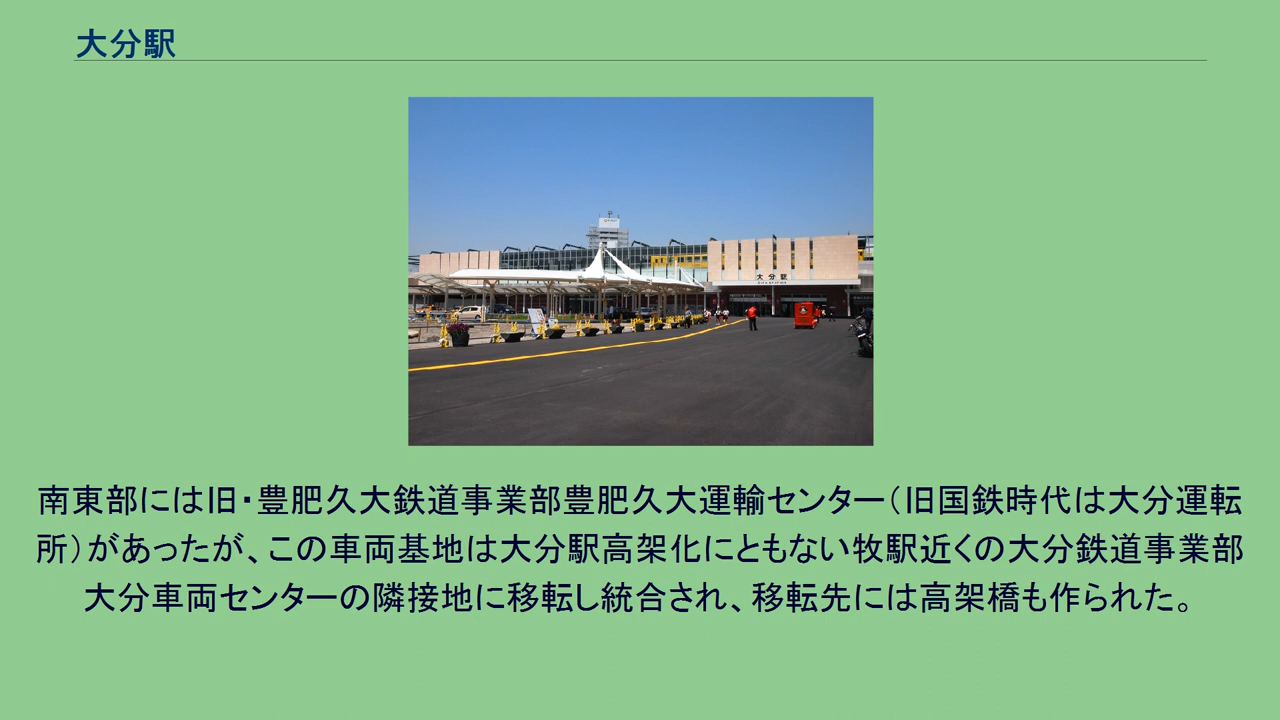 大分駅
大分駅
南東部には旧・豊肥久大鉄道事業部豊肥久大運輸センター（旧国鉄時代は大分運転
所）があったが、この車両基地は大分駅高架化にともない牧駅近くの大分鉄道事業部
大分車両センターの隣接地に移転し統合され、移転先には高架橋も作られた。